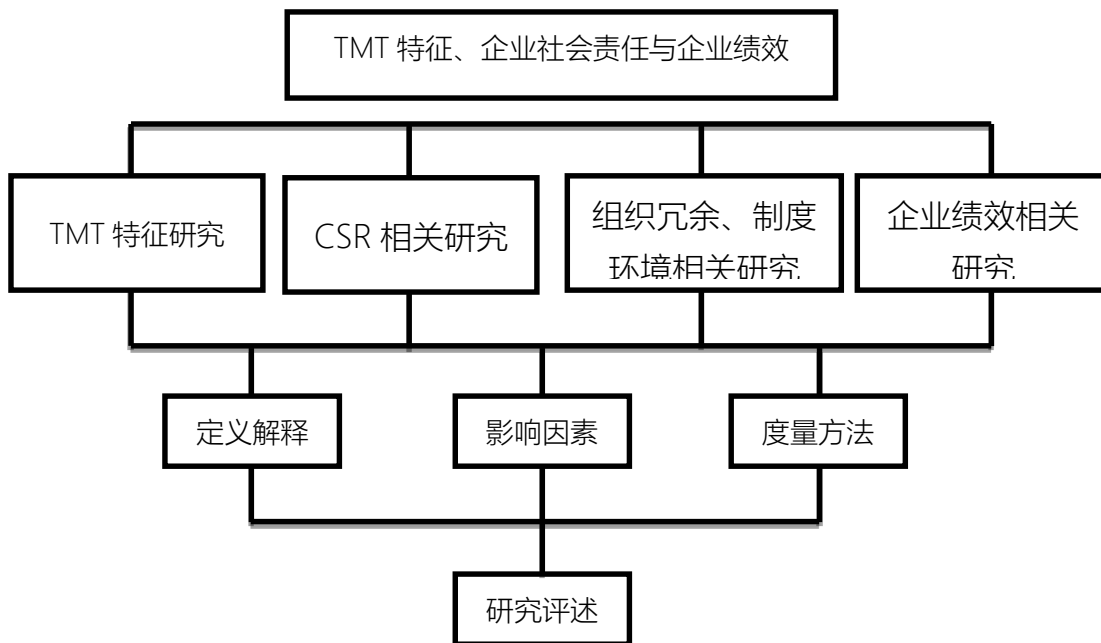 TMT 特征、企业社会责任与企业绩效
TMT 特征研究
CSR 相关研究
组织冗余、制度
环境相关研究
企业绩效相关
研究
定义解释
影响因素
度量方法
研究评述